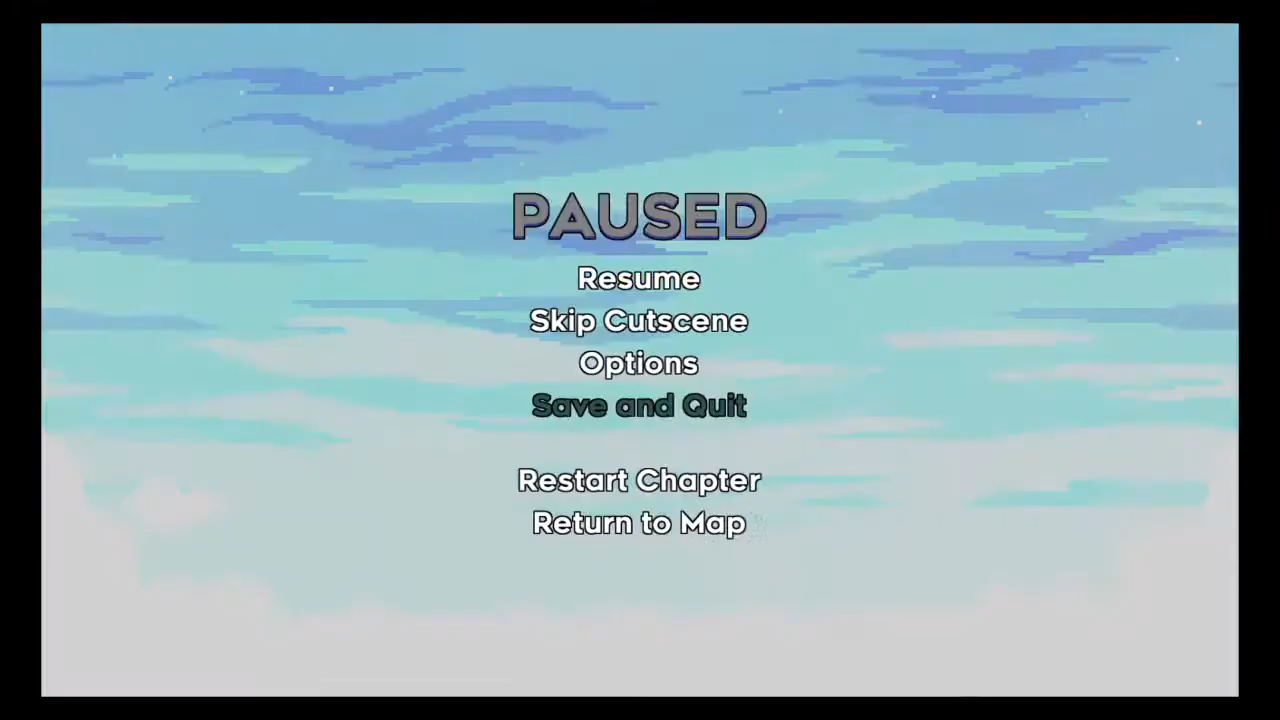 PAUSED
Resume
Skip Cutscene
Options
Save and Quit
Restart Chapter
Return to Map